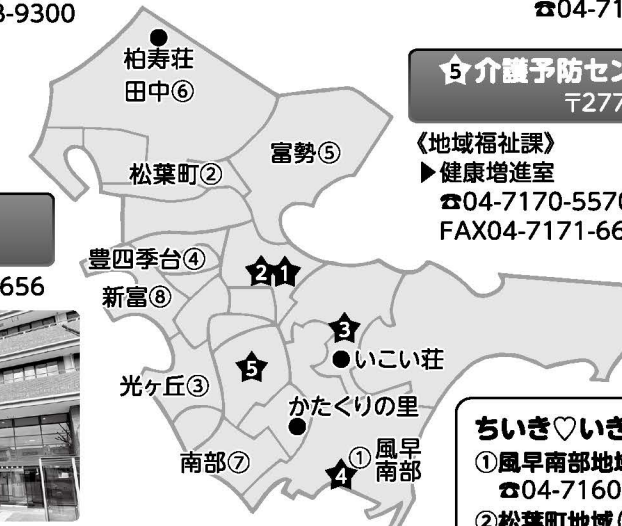 -9300
☎04-71
柏寿荘
田中⑥
富勢⑤
松葉町②
5 介護予防セン
〒277
《地域福祉課》
▶健康増進室
☎04-7170-5570
FAX04-7171-66
656
豊四季台④
2 1
新富⑧
3
いこい荘
5
光ヶ丘③
かたくりの里
南部⑦
①風早
南部
4
ちいき♡いき
①風早南部地域
☎04-7160
②松葉町地域(